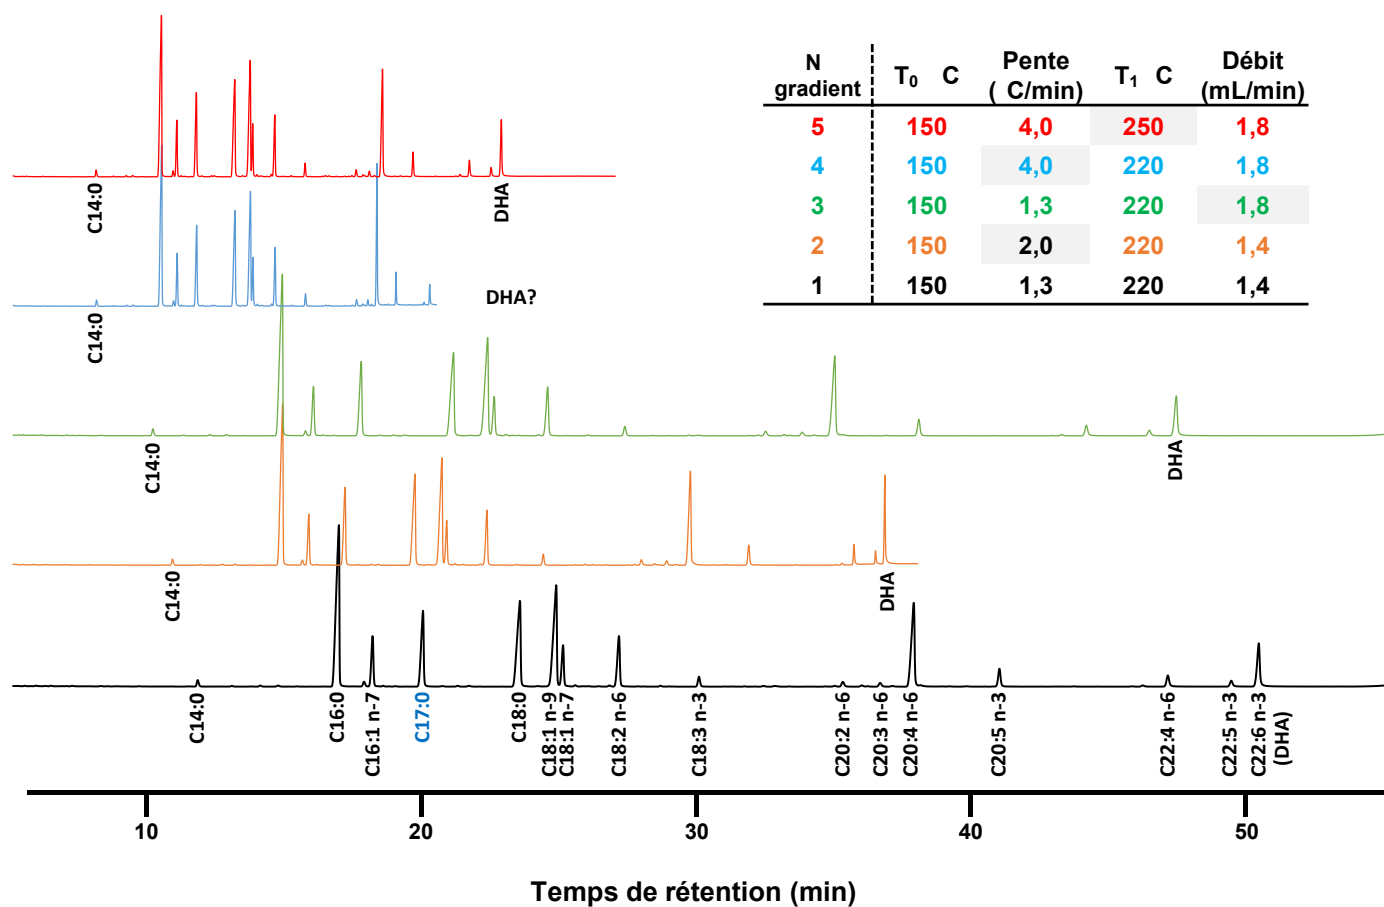 N gradient T₀ C Pente ( C/min) T₁ C Débit (mL/min)
5 150 4,0 250 1,8
4 150 4,0 220 1,8
3 150 1,3 220 1,8
2 150 2,0 220 1,4
1 150 1,3 220 1,4
C14:0
DHA
C14:0
DHA?
C14:0
DHA
C14:0
DHA
C14:0
C16:0
C16:1 n-7
C17:0
C18:0
C18:1 n-9
C18:1 n-7
C18:2 n-6
C18:3 n-3
C20:2 n-6
C20:3 n-6
C20:4 n-6
C20:5 n-3
C22:4 n-6
C22:5 n-3
C22:6 n-3
(DHA)
10 20 30 40 50
Temps de rétention (min)